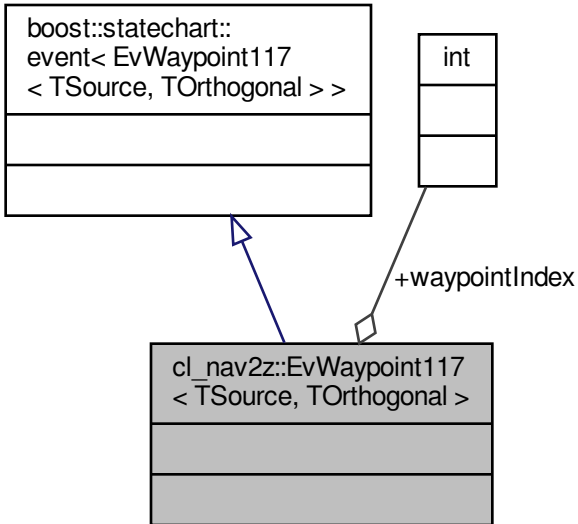 boost::statechart::
event< EvWaypoint117
< TSource, TOrthogonal > >
int
+waypointIndex
cl_nav2z::EvWaypoint117
< TSource, TOrthogonal >